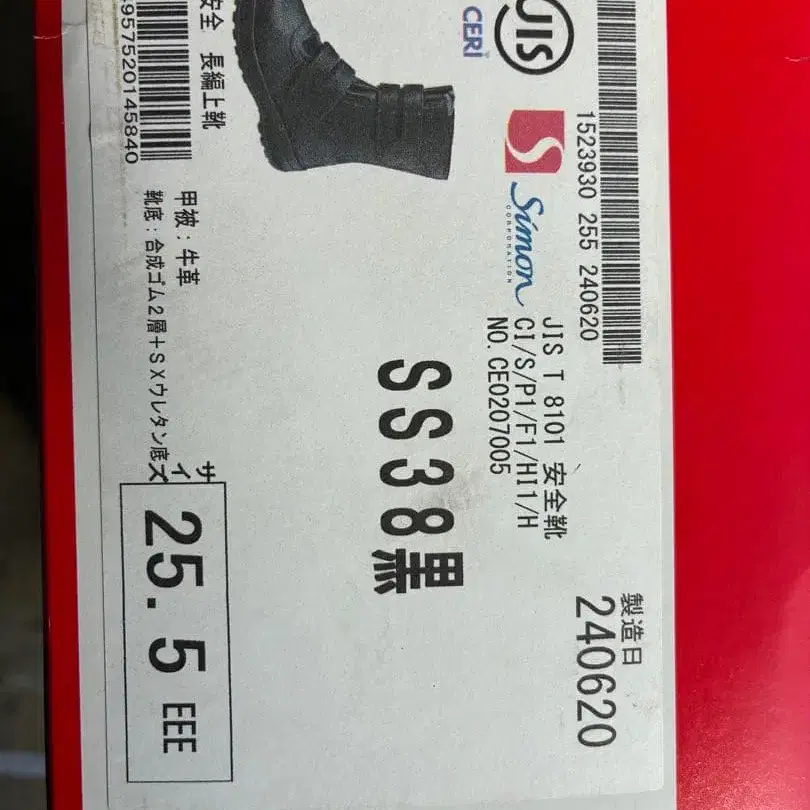 1523930 255 240620
JIS
CERI
Simon
CORPORATION
JIS T 8101 安全靴
CI/S/P1/F1/HI1/H
NO. CE0207005
製造日
240620
SS38黒
安全 長編上靴
4957520145840
甲被：牛革
靴底：合成ゴム2層＋SXウレタン底
サイズ
25.5 EEE